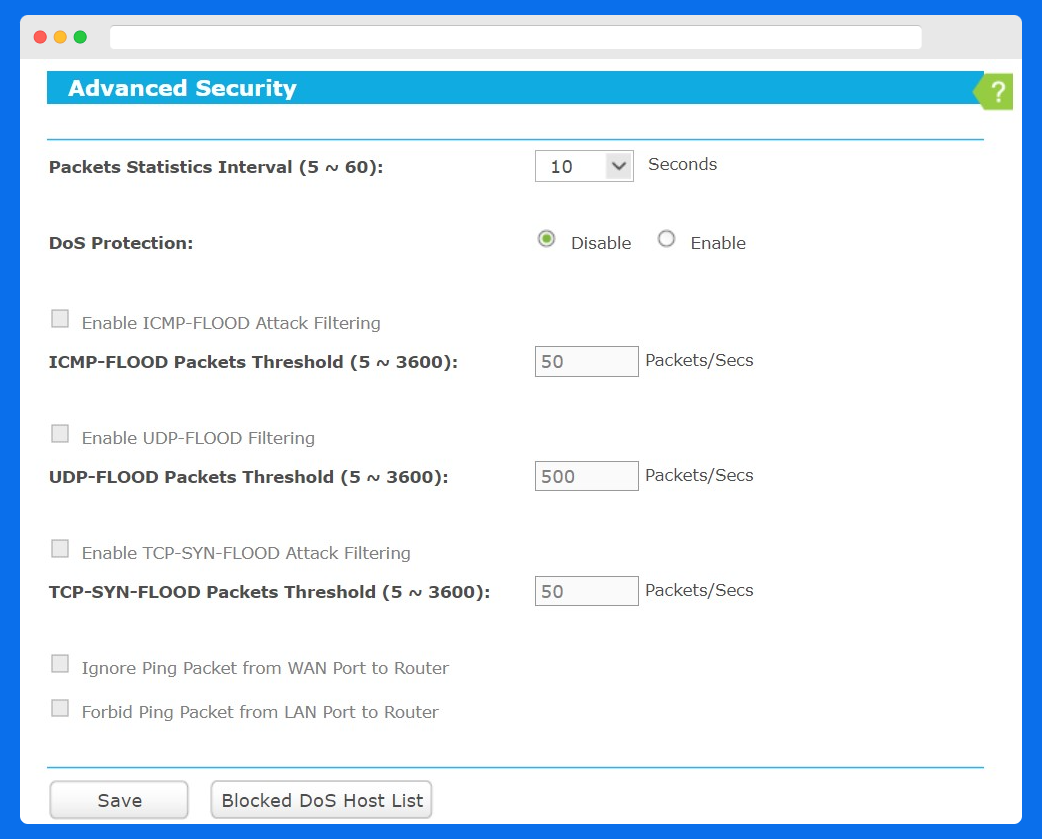 Advanced Security
?
Packets Statistics Interval (5 ~ 60): 10 Seconds
DoS Protection: Disable Enable
Enable ICMP-FLOOD Attack Filtering
ICMP-FLOOD Packets Threshold (5 ~ 3600): 50 Packets/Secs
Enable UDP-FLOOD Filtering
UDP-FLOOD Packets Threshold (5 ~ 3600): 500 Packets/Secs
Enable TCP-SYN-FLOOD Attack Filtering
TCP-SYN-FLOOD Packets Threshold (5 ~ 3600): 50 Packets/Secs
Ignore Ping Packet from WAN Port to Router
Forbid Ping Packet from LAN Port to Router
Save Blocked DoS Host List